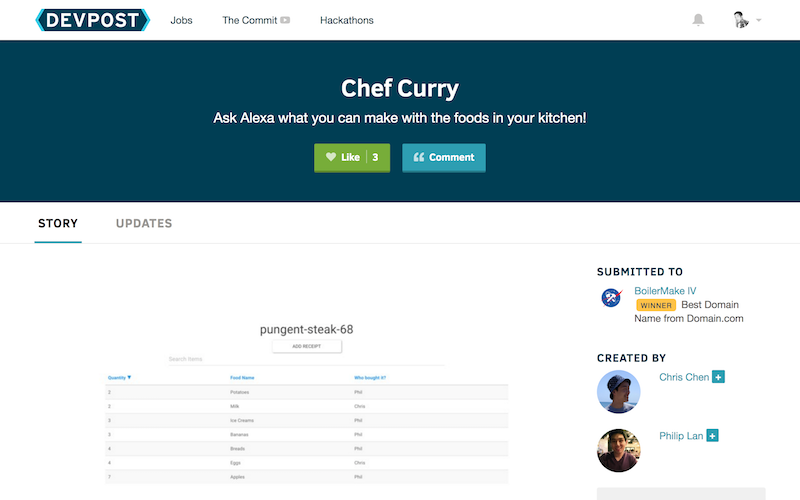 DEVPOST Jobs The Commit Hackathons
Chef Curry
Ask Alexa what you can make with the foods in your kitchen!
Like 3 Comment
STORY UPDATES
pungent-steak-68
ADD RECEIPT
Search Items
Quantity Food Name Who bought it?
2 Potatoes Phil
2 Milk Chris
3 Ice Creams Phil
3 Bananas Phil
4 Breads Phil
4 Eggs Chris
7 Apples Phil
SUBMITTED TO
BoilerMake IV
WINNER Best Domain
Name from Domain.com
CREATED BY
Chris Chen +
Philip Lan +